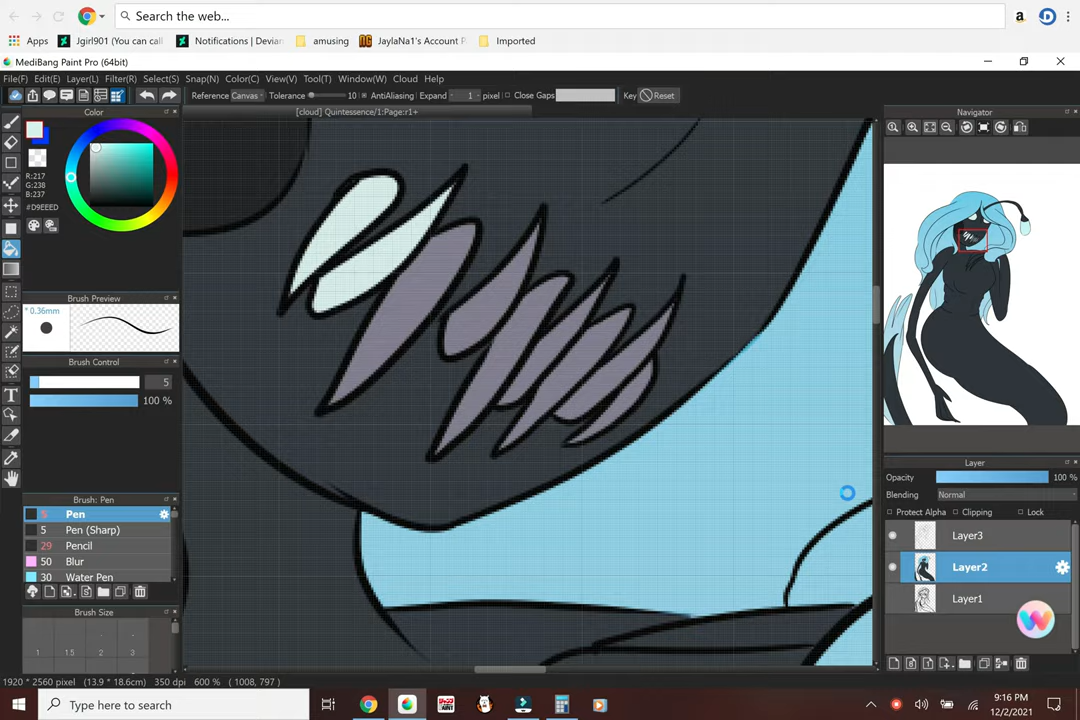 Search the web...
Apps Jgirl901 (You can call Notifications | Devian amusing JaylaNa1's Account P Imported
MediBang Paint Pro (64bit)
File(F) Edit(E) Layer(L) Filter(R) Select(S) Snap(N) Color(C) View(V) Tool(T) Window(W) Cloud Help
Reference Canvas Tolerance 10 AntiAliasing Expand 1 pixel Close Gaps Key Reset
Color
[cloud] Quintessence/1:Page:r1+
Navigator
R:217
G:238
B:237
#D9EEED
Brush Preview
* 0.36mm
Brush Control
5
100 %
Layer
Opacity 100 %
Blending Normal
Protect Alpha Clipping Lock
Brush: Pen
5 Pen
5 Pen (Sharp)
29 Pencil
50 Blur
30 Water Pen
Layer3
Layer2
Layer1
Brush Size
1 1.5 2 3
1920 * 2560 pixel (13.9 * 18.6cm) 350 dpi 600 % ( 1008, 797 )
Type here to search
9:16 PM
12/2/2021